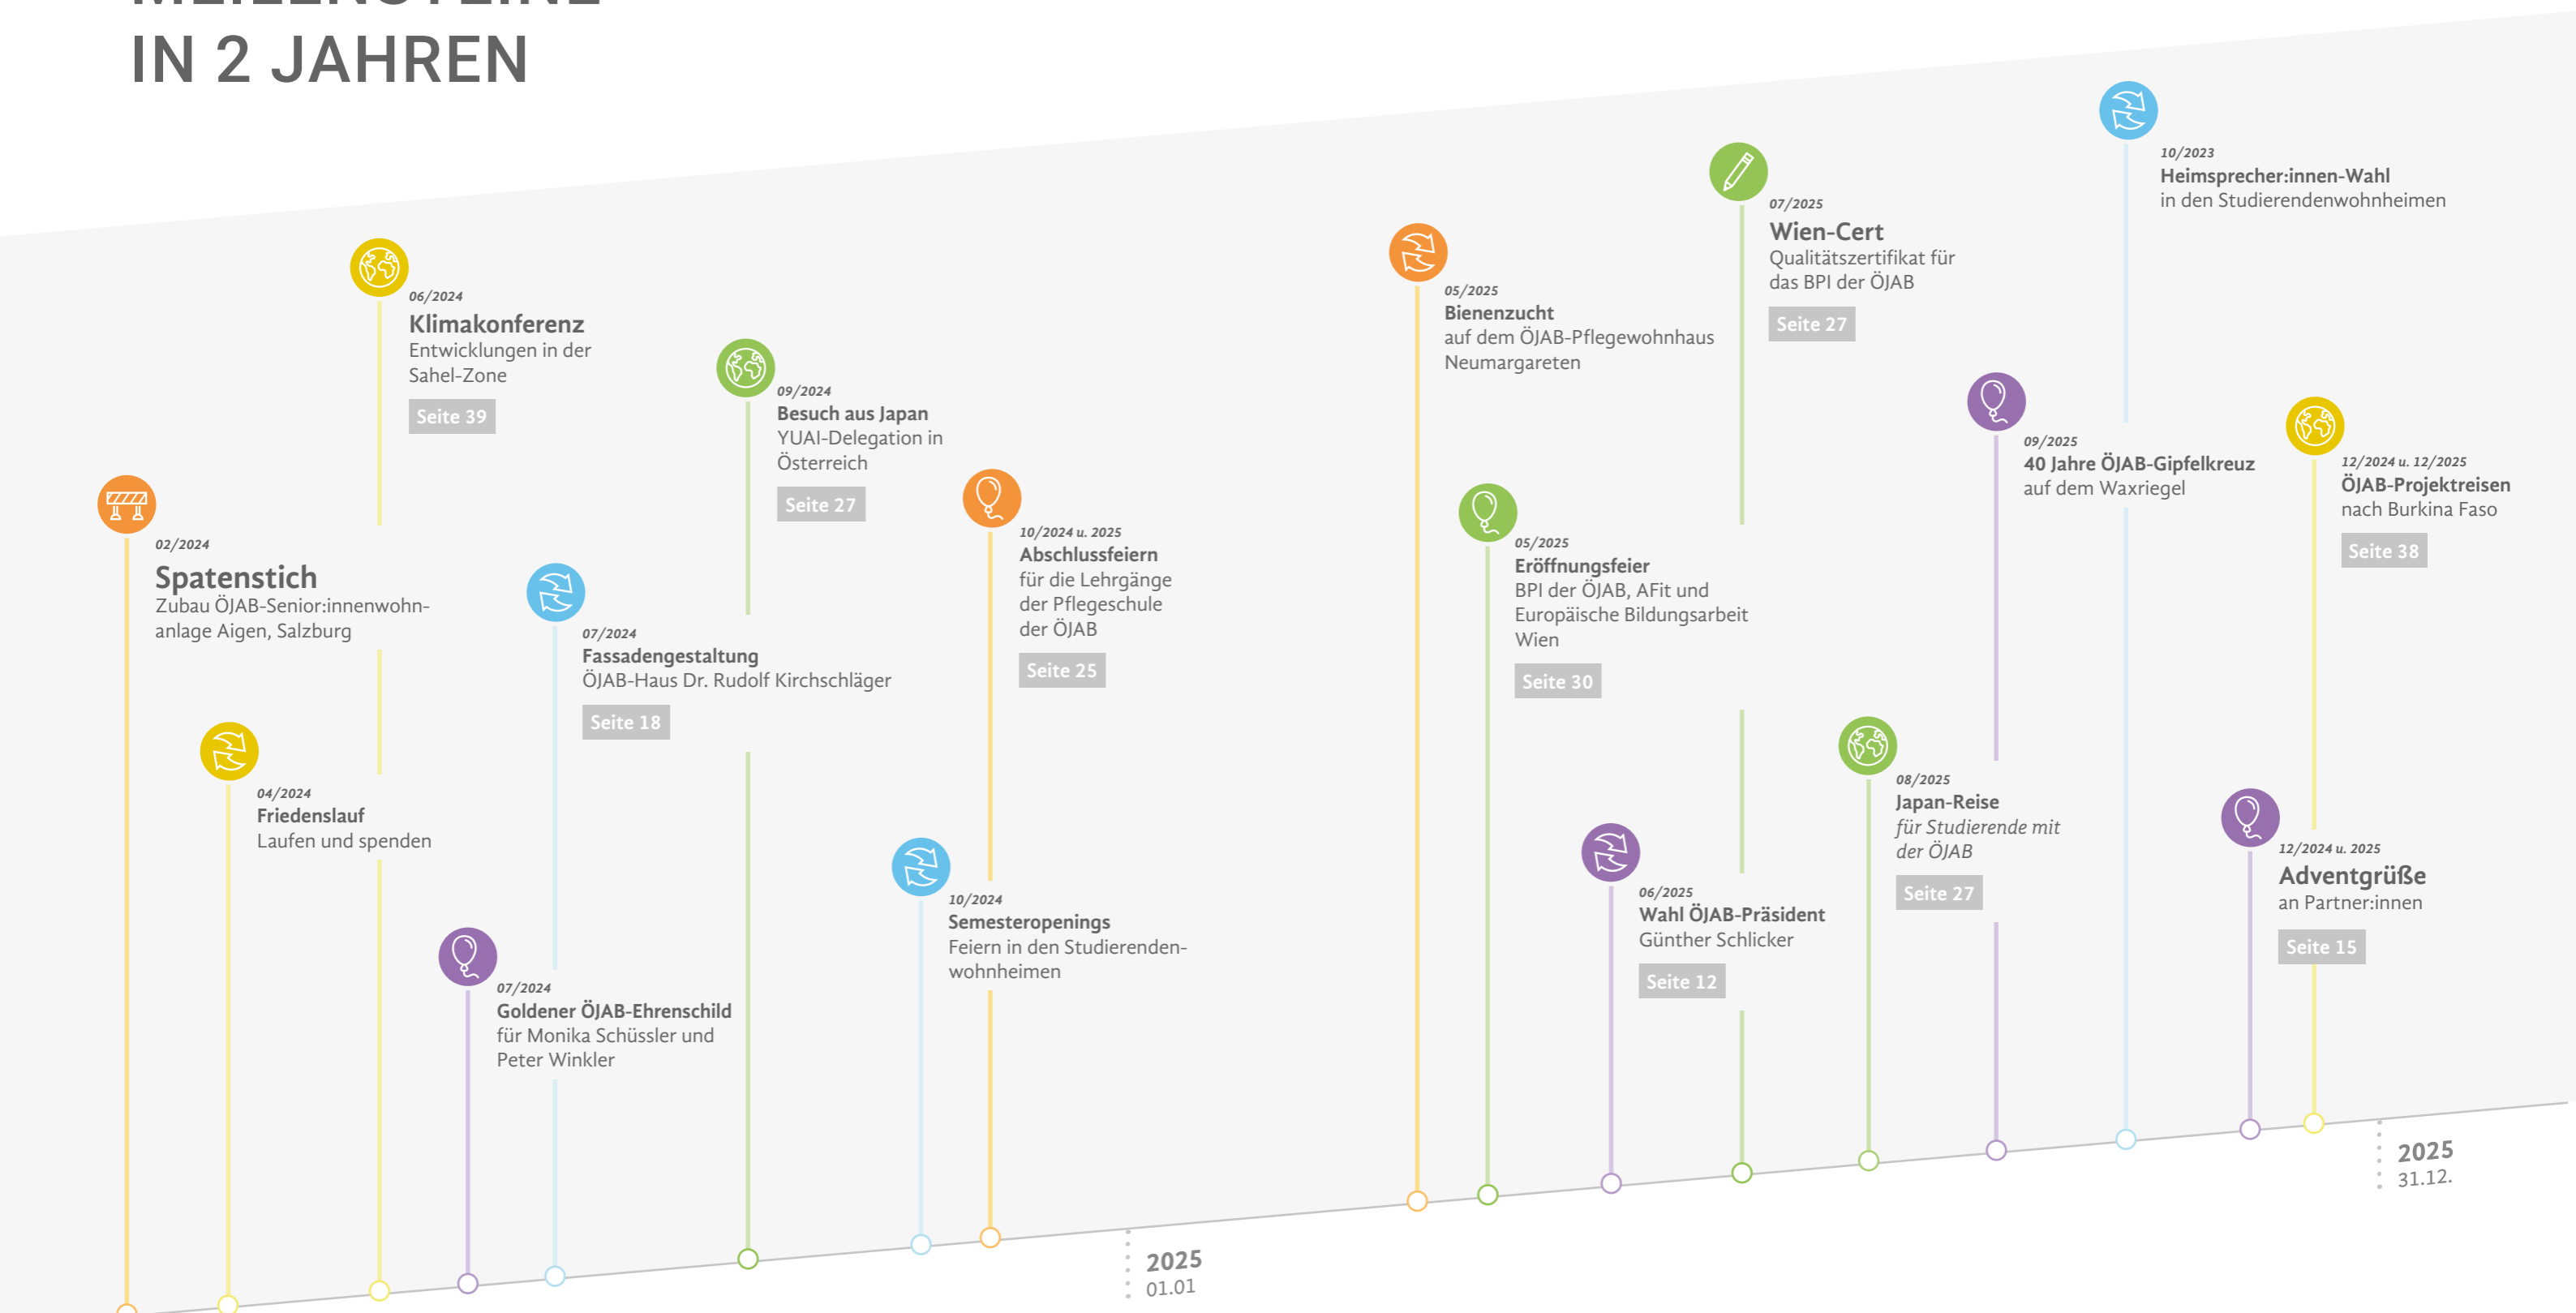 MEILENSTEINE
IN 2 JAHREN
02/2024
Spatenstich
Zubau ÖJAB-Senior:innenwohn-
anlage Aigen, Salzburg
04/2024
Friedenslauf
Laufen und spenden
06/2024
Klimakonferenz
Entwicklungen in der
Sahel-Zone
Seite 39
07/2024
Goldener ÖJAB-Ehrenschild
für Monika Schüssler und
Peter Winkler
07/2024
Fassadengestaltung
ÖJAB-Haus Dr. Rudolf Kirchschläger
Seite 18
09/2024
Besuch aus Japan
YUAI-Delegation in
Österreich
Seite 27
10/2024
Semesteropenings
Feiern in den Studierenden-
wohnheimen
10/2024 u. 2025
Abschlussfeiern
für die Lehrgänge
der Pflegeschule
der ÖJAB
Seite 25
2025
01.01
05/2025
Bienenzucht
auf dem ÖJAB-Pflegewohnhaus
Neumargareten
05/2025
Eröffnungsfeier
BPI der ÖJAB, AFit und
Europäische Bildungsarbeit
Wien
Seite 30
06/2025
Wahl ÖJAB-Präsident
Günther Schlicker
Seite 12
07/2025
Wien-Cert
Qualitätszertifikat für
das BPI der ÖJAB
Seite 27
08/2025
Japan-Reise
für Studierende mit
der ÖJAB
Seite 27
09/2025
40 Jahre ÖJAB-Gipfelkreuz
auf dem Waxriegel
10/2023
Heimsprecher:innen-Wahl
in den Studierendenwohnheimen
12/2024 u. 2025
Adventgrüße
an Partner:innen
Seite 15
12/2024 u. 12/2025
ÖJAB-Projektreisen
nach Burkina Faso
Seite 38
2025
31.12.